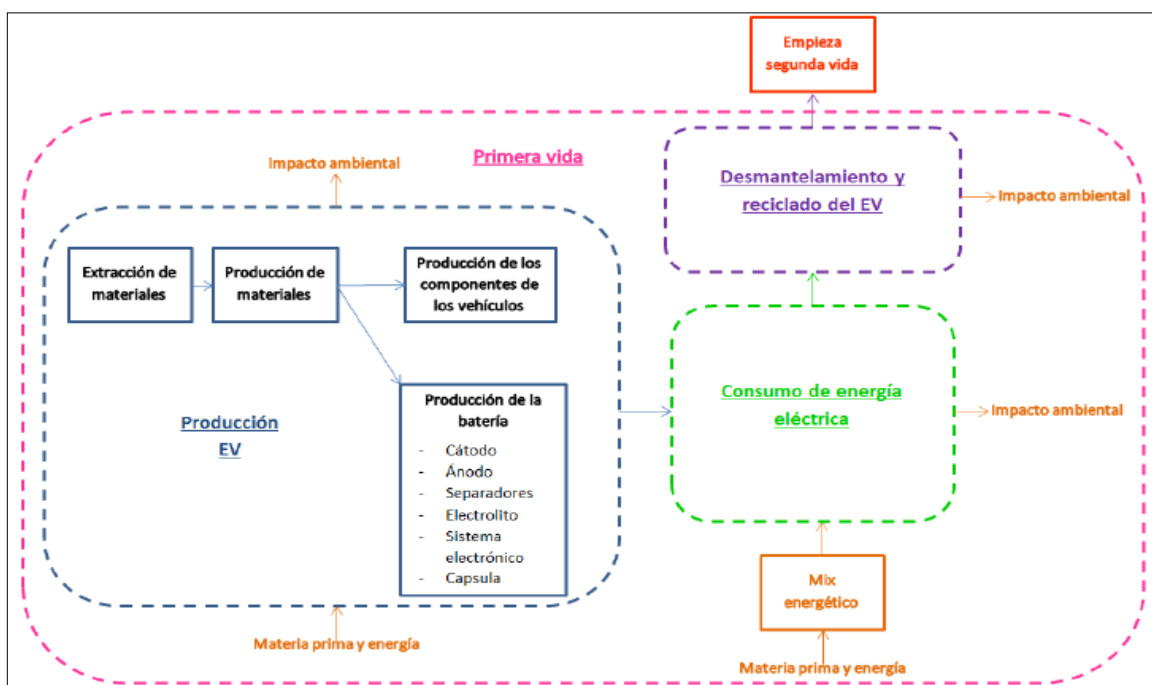 Empieza
segunda vida
Primera vida
Impacto ambiental
Desmantelamiento y
reciclado del EV
Impacto ambiental
Extracción de
materiales
Producción de
materiales
Producción de los
componentes de
los vehículos
Producción de la
batería
- Cátodo
- Ánodo
- Separadores
- Electrolito
- Sistema
electrónico
- Capsula
Producción
EV
Consumo de energía
eléctrica
Impacto ambiental
Mix
energético
Materia prima y energía
Materia prima y energía